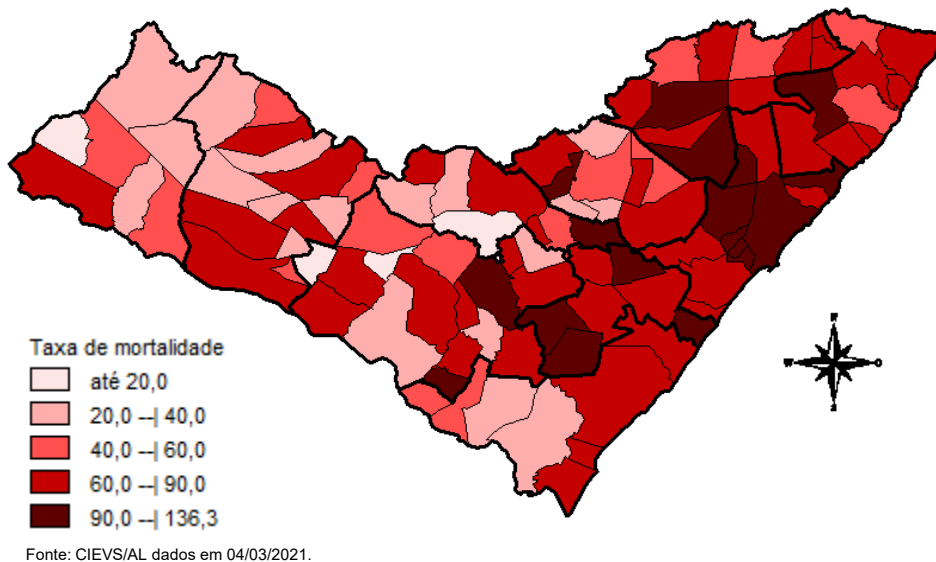 Taxa de mortalidade
até 20,0
20,0 --| 40,0
40,0 --| 60,0
60,0 --| 90,0
90,0 --| 136,3
Fonte: CIEVS/AL dados em 04/03/2021.